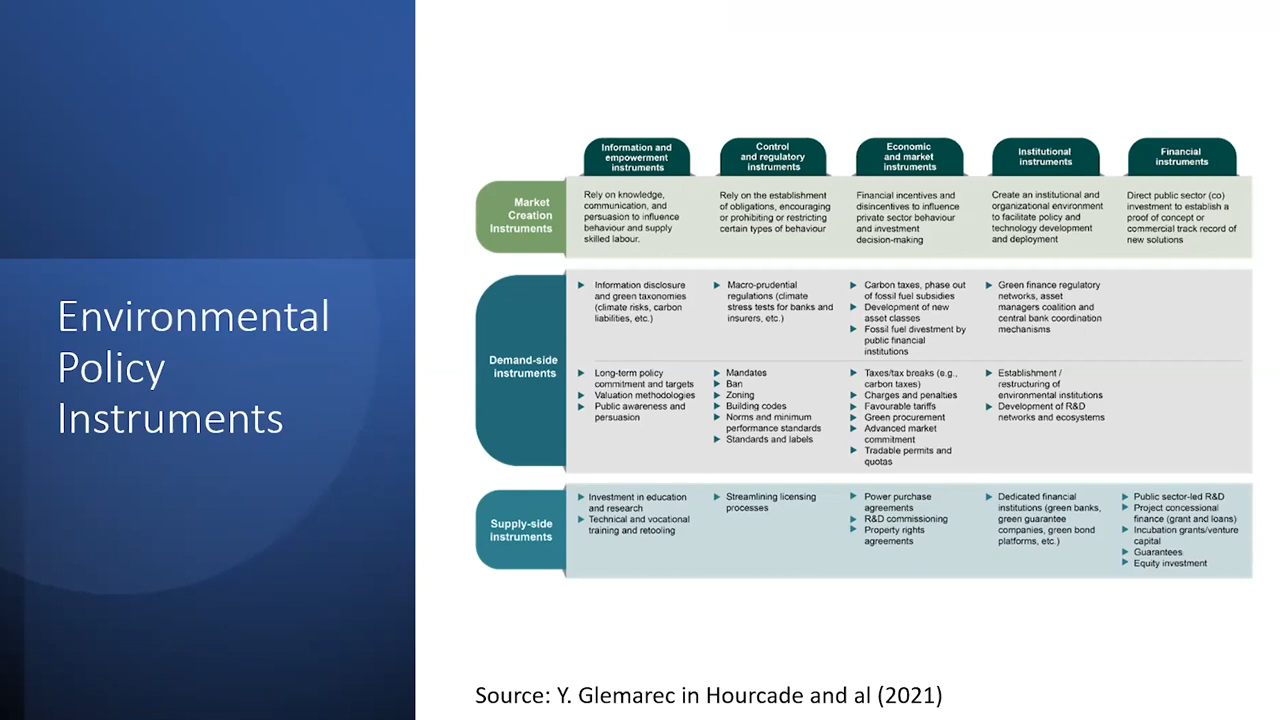 Environmental
Policy
Instruments
Information and
empowerment
instruments
Control
and regulatory
instruments
Economic
and market
instruments
Institutional
instruments
Financial
instruments
Market
Creation
Instruments
Rely on knowledge,
communication, and
persuasion to influence
behaviour and supply
skilled labour.
Rely on the establishment
of obligations, encouraging
or prohibiting or restricting
certain types of behaviour
Financial incentives and
disincentives to influence
private sector behaviour
and investment
decision-making
Create an institutional and
organizational environment
to facilitate policy and
technology development
and deployment
Direct public sector (co)
investment to establish a
proof of concept or
commercial track record of
new solutions
Demand-side
instruments
Information disclosure
and green taxonomies
(climate risks, carbon
liabilities, etc.)
Macro-prudential
regulations (climate
stress tests for banks and
insurers, etc.)
Carbon taxes, phase out
of fossil fuel subsidies
Development of new
asset classes
Fossil fuel divestment by
public financial
institutions
Green finance regulatory
networks, asset
managers coalition and
central bank coordination
mechanisms
Long-term policy
commitment and targets
Valuation methodologies
Public awareness and
persuasion
Mandates
Ban
Zoning
Building codes
Norms and minimum
performance standards
Standards and labels
Taxes/tax breaks (e.g.,
carbon taxes)
Charges and penalties
Favourable tariffs
Green procurement
Advanced market
commitment
Tradable permits and
quotas
Establishment /
restructuring of
environmental institutions
Development of R&D
networks and ecosystems
Supply-side
instruments
Investment in education
and research
Technical and vocational
training and retooling
Streamlining licensing
processes
Power purchase
agreements
R&D commissioning
Property rights
agreements
Dedicated financial
institutions (green banks,
green guarantee
companies, green bond
platforms, etc.)
Public sector-led R&D
Project concessional
finance (grant and loans)
Incubation grants/venture
capital
Guarantees
Equity investment
Source: Y. Glemarec in Hourcade and al (2021)